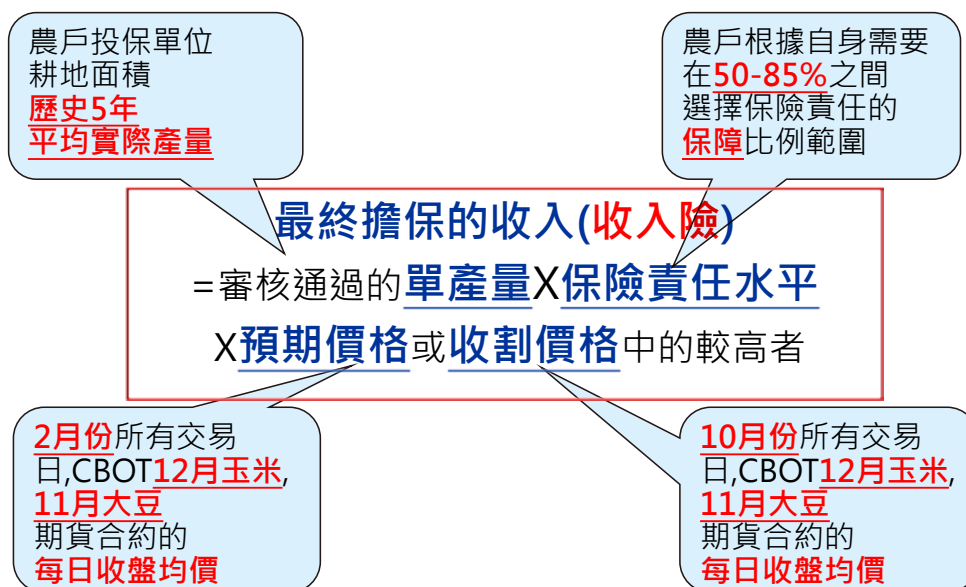 農戶投保單位
耕地面積
歷史5年
平均實際產量
農戶根據自身需要
在50-85%之間
選擇保險責任的
保障比例範圍
最終擔保的收入(收入險)
=審核通過的單產量X保險責任水平
X預期價格或收割價格中的較高者
2月份所有交易
日,CBOT12月玉米,
11月大豆
期貨合約的
每日收盤均價
10月份所有交易
日,CBOT12月玉米,
11月大豆
期貨合約的
每日收盤均價